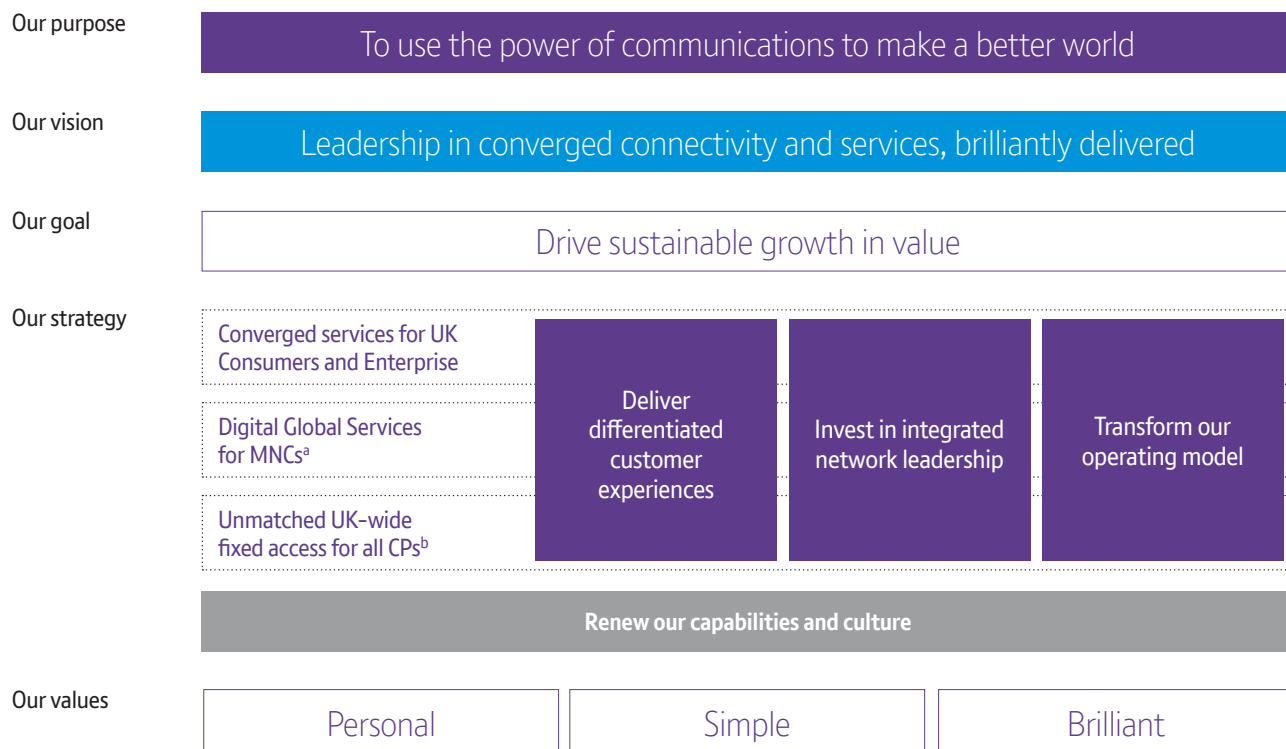 Our purpose
To use the power of communications to make a better world
Our vision
Leadership in converged connectivity and services, brilliantly delivered
Our goal
Drive sustainable growth in value
Our strategy
Converged services for UK
Consumers and Enterprise
Digital Global Services
for MNCsᵃ
Unmatched UK-wide
fixed access for all CPsᵇ
Deliver
differentiated
customer
experiences
Invest in integrated
network leadership
Transform our
operating model
Renew our capabilities and culture
Our values
Personal
Simple
Brilliant